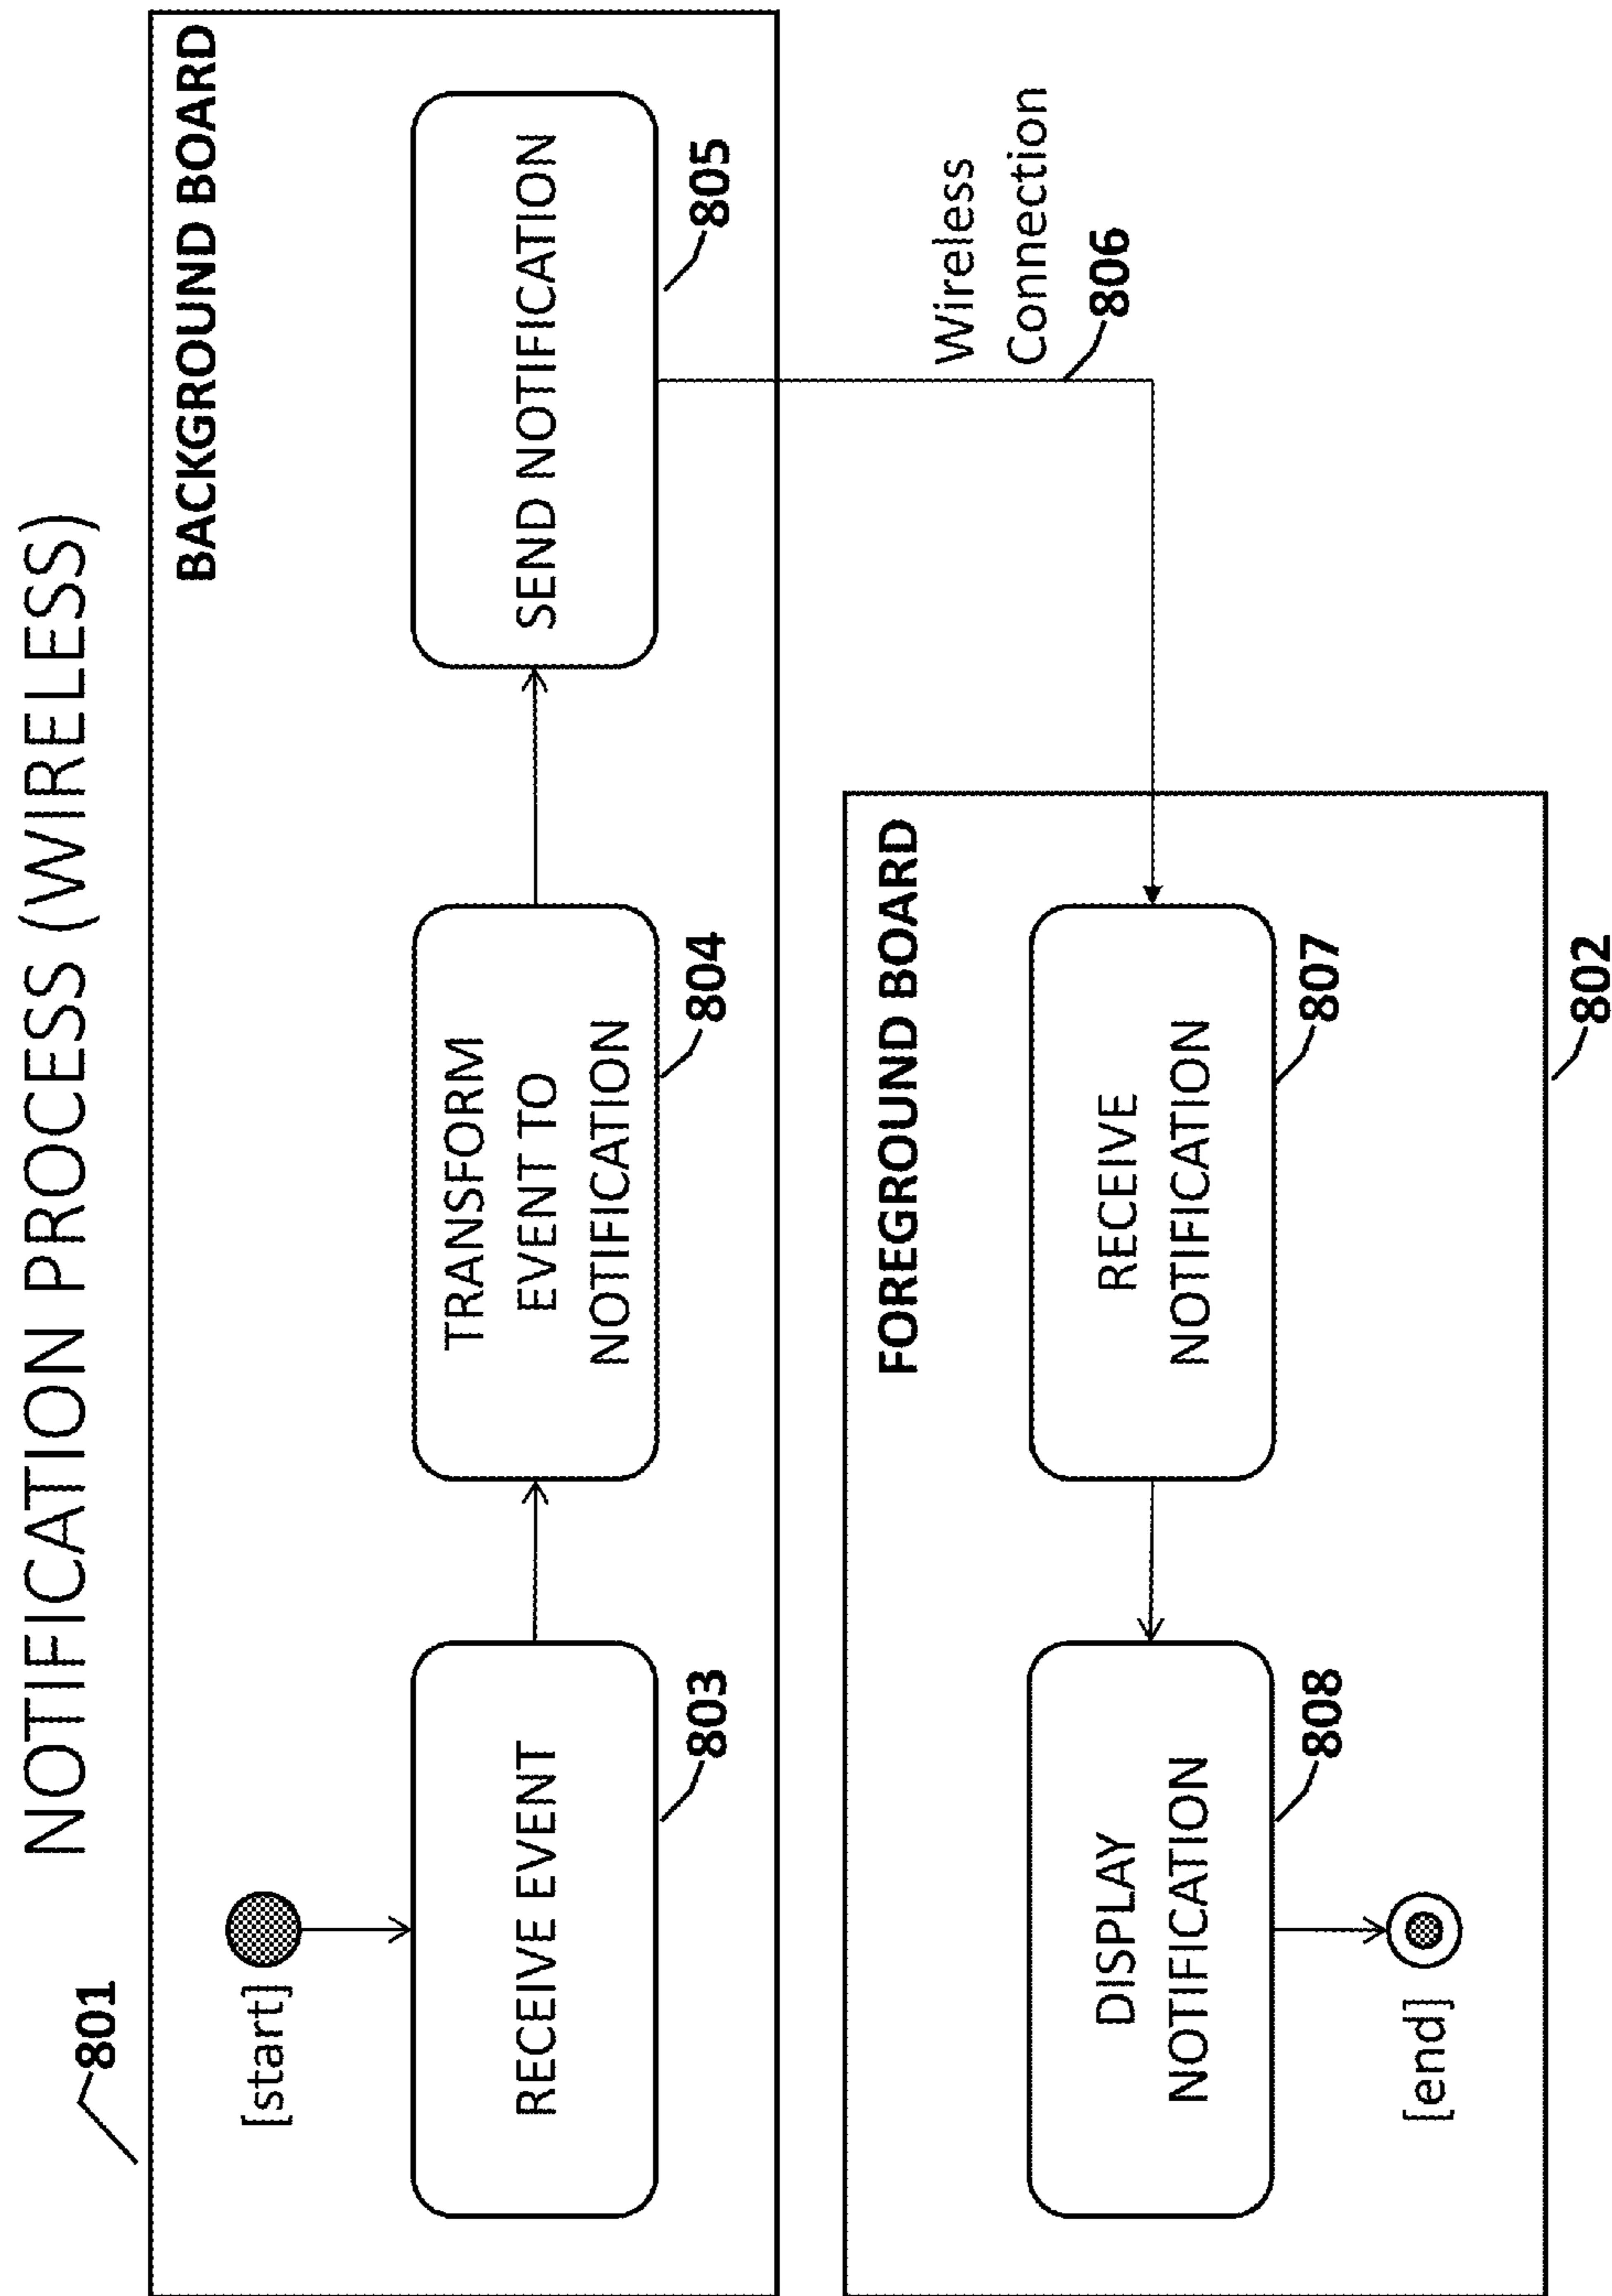 NOTIFICATION PROCESS (WIRELESS)
801
BACKGROUND BOARD
[start]
RECEIVE EVENT
803
TRANSFORM
EVENT TO
NOTIFICATION
804
SEND NOTIFICATION
805
Wireless
Connection
806
FOREGROUND BOARD
RECEIVE
NOTIFICATION
807
DISPLAY
NOTIFICATION
808
[end]
802